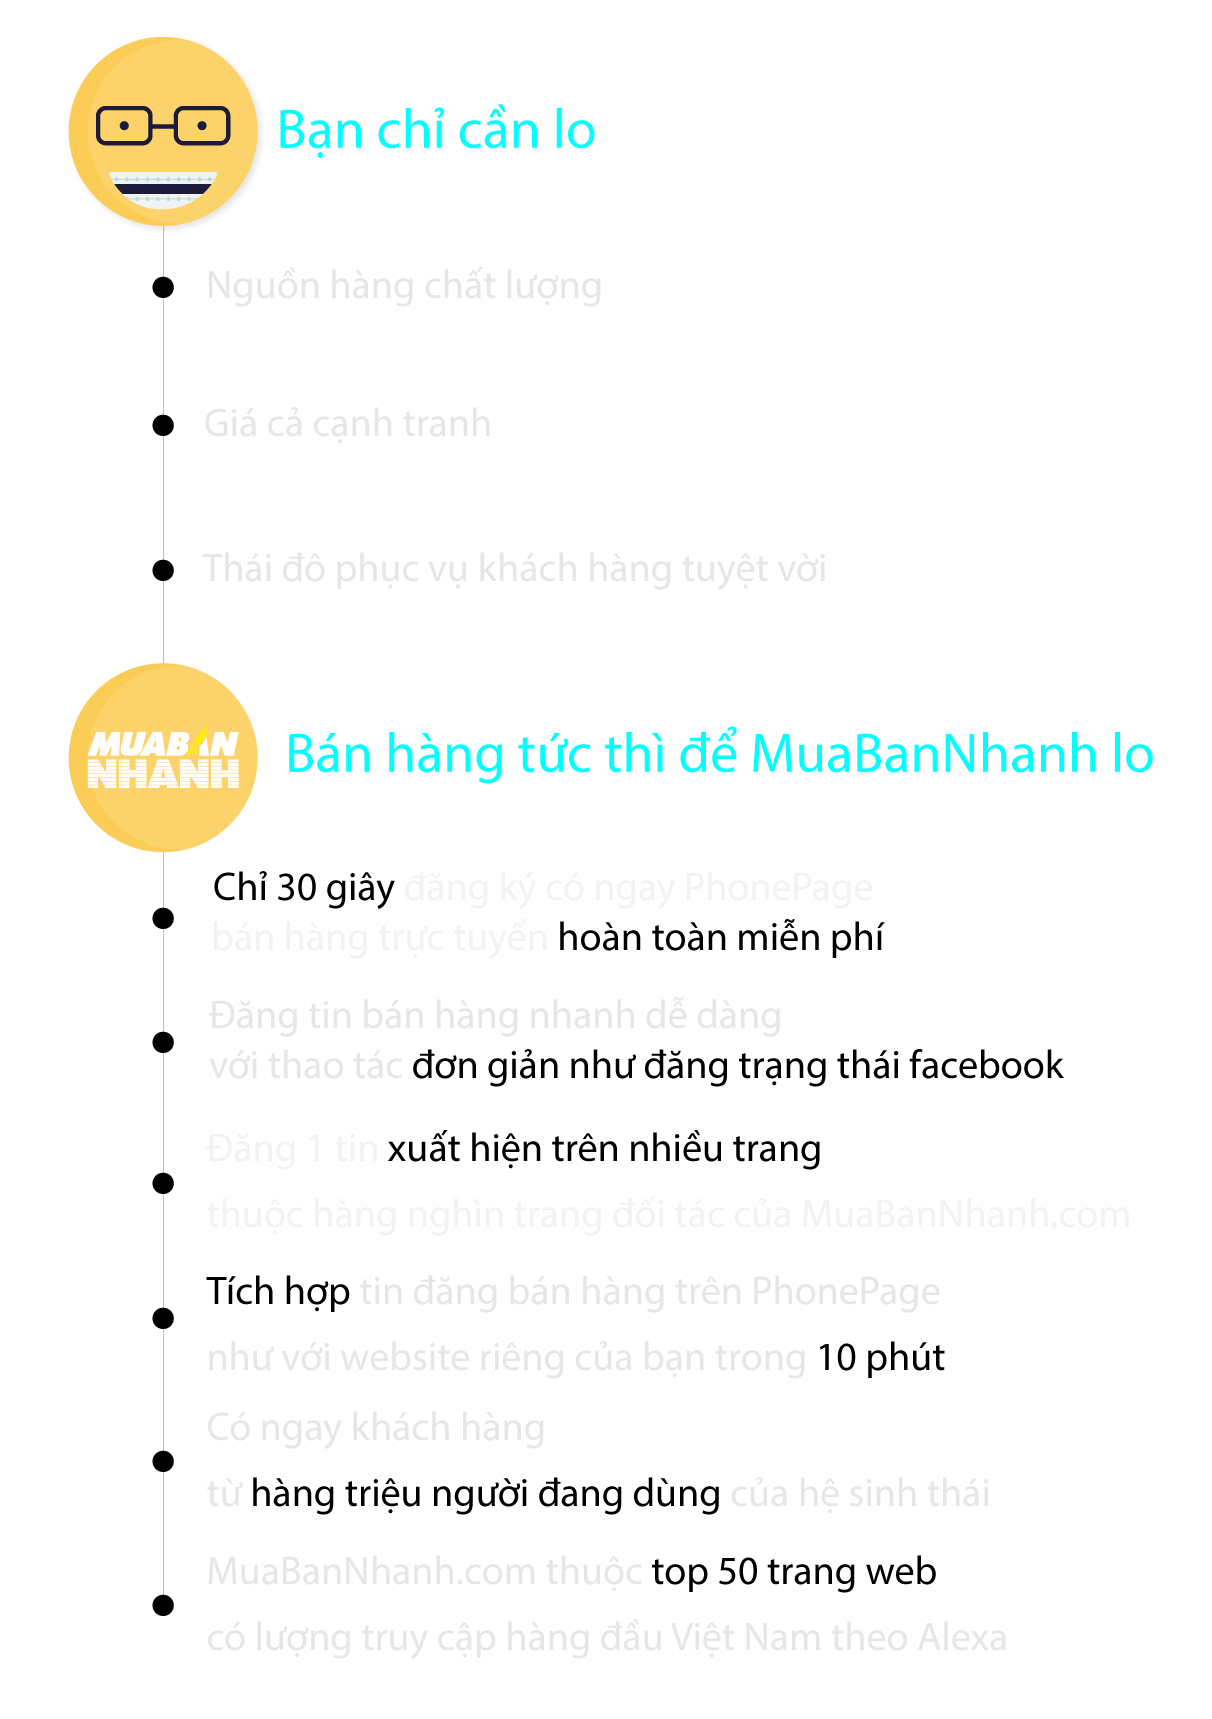 Bạn chỉ cần lo
Nguồn hàng chất lượng
Giá cả cạnh tranh
Thái đô phục vụ khách hàng tuyệt vời
MUABÁN
NHANH
Bán hàng tức thì để MuaBanNhanh lo
Chỉ 30 giây đăng ký có ngay PhonePage
bán hàng trực tuyến hoàn toàn miễn phí
Đăng tin bán hàng nhanh dễ dàng
với thao tác đơn giản như đăng trạng thái facebook
Đăng 1 tin xuất hiện trên nhiều trang
thuộc hàng nghìn trang đối tác của MuaBanNhanh.com
Tích hợp tin đăng bán hàng trên PhonePage
như với website riêng của bạn trong 10 phút
Có ngay khách hàng
từ hàng triệu người đang dùng của hệ sinh thái
MuaBanNhanh.com thuộc top 50 trang web
có lượng truy cập hàng đầu Việt Nam theo Alexa